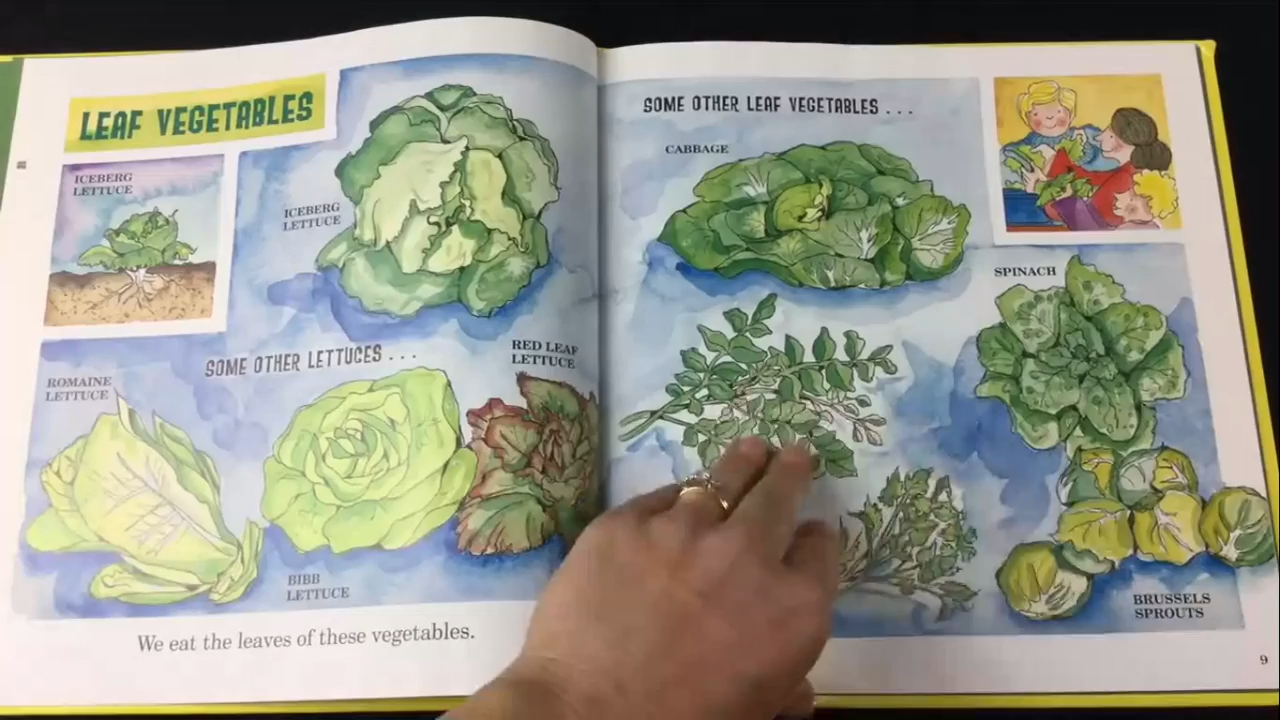 LEAF VEGETABLES
ICEBERG
LETTUCE
ICEBERG
LETTUCE
SOME OTHER LETTUCES . . .
ROMAINE
LETTUCE
RED LEAF
LETTUCE
BIBB
LETTUCE
We eat the leaves of these vegetables.
SOME OTHER LEAF VEGETABLES . . .
CABBAGE
SPINACH
BRUSSELS
SPROUTS
9